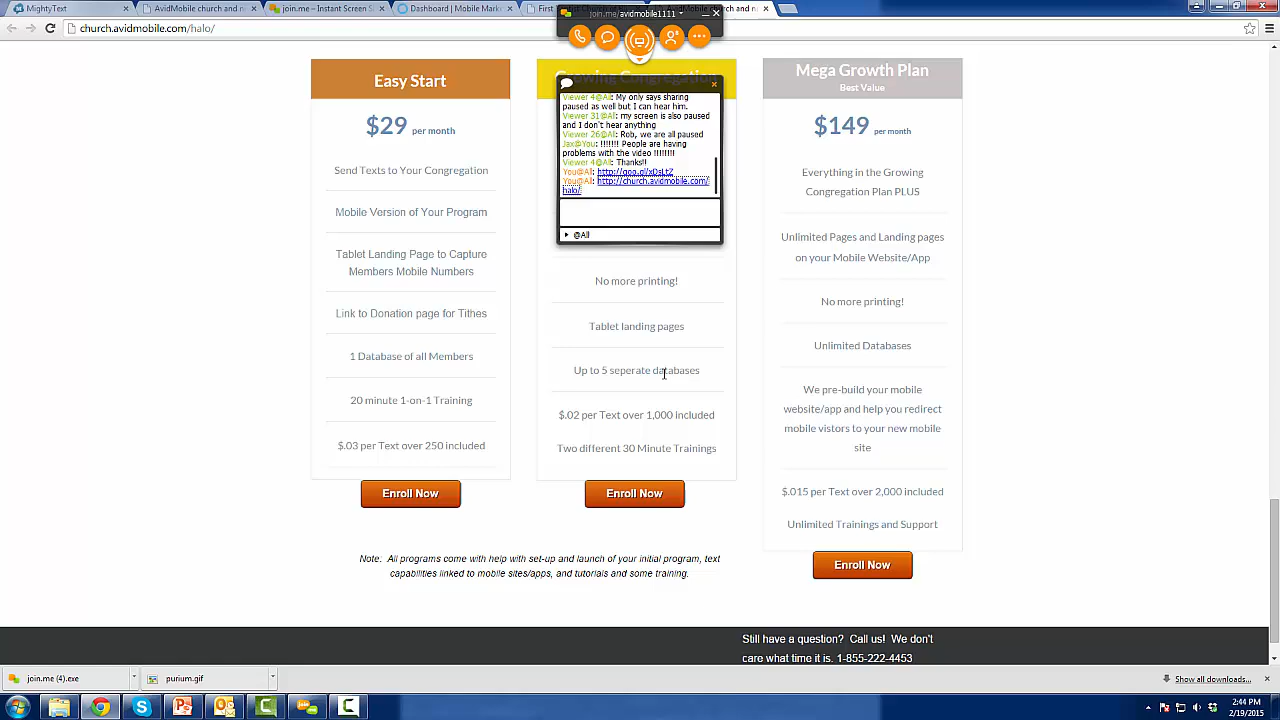 MightyText
AvidMobile church and n
join.me – Instant Screen S
Dashboard | Mobile Marke
church.avidmobile.com/halo/
join.me/avidmobile1111
Easy Start
$29 per month
Send Texts to Your Congregation
Mobile Version of Your Program
Tablet Landing Page to Capture
Members Mobile Numbers
Link to Donation page for Tithes
1 Database of all Members
20 minute 1-on-1 Training
$.03 per Text over 250 included
Enroll Now
Growing Congregation
Viewer 4@All: My only says sharing
paused as well but I can hear him.
Viewer 31@All: my screen is also paused
and I don't hear anything
Viewer 26@All: Rob, we are all paused
Jax@You: !!!!!!! People are having
problems with the video !!!!!!!!
Viewer 4@All: Thanks!!
You@All: http://goo.gl/xDsLtZ
You@All: http://church.avidmobile.com/
halo/
@All
No more printing!
Tablet landing pages
Up to 5 seperate databases
$.02 per Text over 1,000 included
Two different 30 Minute Trainings
Enroll Now
Mega Growth Plan
Best Value
$149 per month
Everything in the Growing
Congregation Plan PLUS
Unlimited Pages and Landing pages
on your Mobile Website/App
No more printing!
Unlimited Databases
We pre-build your mobile
website/app and help you redirect
mobile vistors to your new mobile
site
$.015 per Text over 2,000 included
Unlimited Trainings and Support
Enroll Now
Note: All programs come with help with set-up and launch of your initial program, text
capabilities linked to mobile sites/apps, and tutorials and some training.
Still have a question? Call us! We don't
care what time it is. 1-855-222-4453
join.me (4).exe
purium.gif
Show all downloads...
2:44 PM
2/19/2015